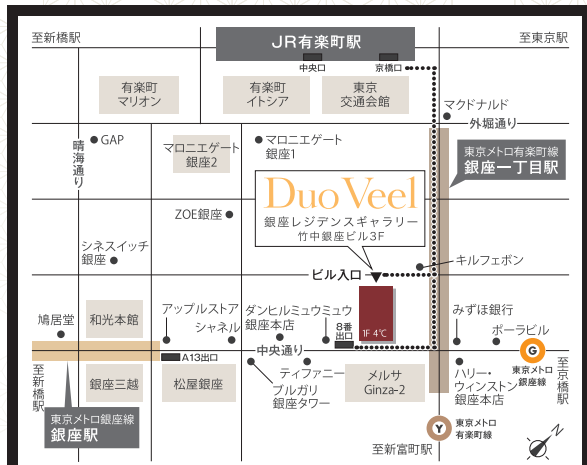 至新橋駅
JR有楽町駅
至東京駅
中央口
京橋口
有楽町
マリオン
有楽町
イトシア
東京
交通会館
マクドナルド
外堀通り
晴海通り
GAP
マロニエゲート
銀座2
マロニエゲート
銀座1
東京メトロ有楽町線
銀座一丁目駅
Duo Veel
銀座レジデンスギャラリー
竹中銀座ビル3F
ZOE銀座
シネスイッチ
銀座
キルフェボン
ビル入口
鳩居堂
和光本館
アップルストア
シャネル
ダンヒル
ミュウミュウ
銀座本店
8番
出口
1F 4℃
みずほ銀行
ポーラビル
A13出口
中央通り
G
東京メトロ
銀座線
至新橋駅
銀座三越
松屋銀座
ティファニー
ブルガリ
銀座タワー
メルサ
Ginza-2
ハリー・
ウィンストン
銀座本店
至京橋駅
東京メトロ銀座線
銀座駅
Y
東京メトロ
有楽町線
至新富町駅
N